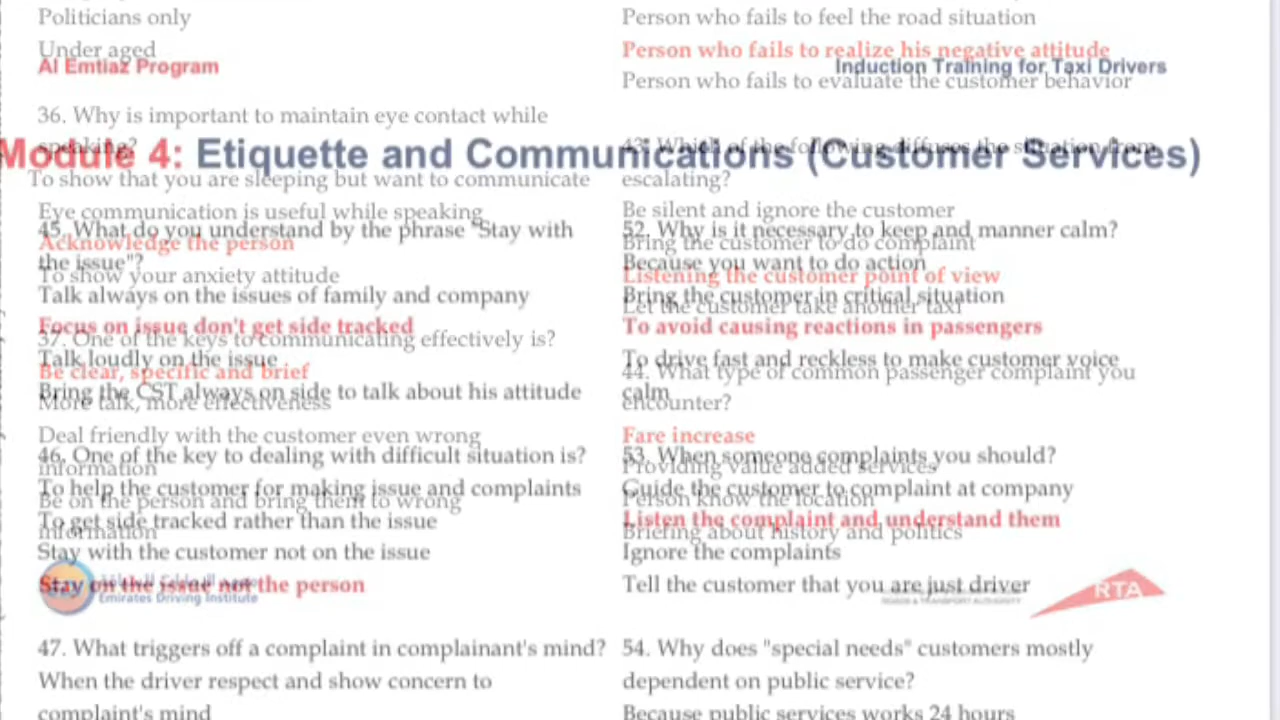 Politicians only
Under aged
Al Emtiaz Program
36. Why is important to maintain eye contact while
speaking?
Module 4: Etiquette and Communications (Customer Services)
To show that you are sleeping but want to communicate
Eye communication is useful while speaking
45. What do you understand by the phrase "Stay with
Acknowledge the person
the issue"?
To show your anxiety attitude
Talk always on the issues of family and company
Focus on issue don't get side tracked
37. One of the keys to communicating effectively is?
Talk loudly on the issue
Be clear, specific and brief
Bring the CST always on side to talk about his attitude
More talk, more effectiveness
Deal friendly with the customer even wrong
46. One of the key to dealing with difficult situation is?
information
To help the customer for making issue and complaints
Be on the person and bring them to wrong
To get side tracked rather than the issue
information
Stay with the customer not on the issue
Stay on the issue not the person
Emirates Driving Institute
47. What triggers off a complaint in complainant's mind?
When the driver respect and show concern to
complaint's mind
Person who fails to feel the road situation
Person who fails to realize his negative attitude
Induction Training for Taxi Drivers
Person who fails to evaluate the customer behavior
43. Which of the following diffuses the situation from
escalating?
Be silent and ignore the customer
52. Why is it necessary to keep and manner calm?
Bring the customer to do complaint
Because you want to do action
Listening the customer point of view
Bring the customer in critical situation
Let the customer take another taxi
To avoid causing reactions in passengers
To drive fast and reckless to make customer voice
44. What type of common passenger complaint you
calm
encounter?
Fare increase
53. When someone complaints you should?
Providing value added services
Guide the customer to complaint at company
Person know the location
Listen the complaint and understand them
Briefing about history and politics
Ignore the complaints
Tell the customer that you are just driver
RTA
54. Why does "special needs" customers mostly
dependent on public service?
Because public services works 24 hours